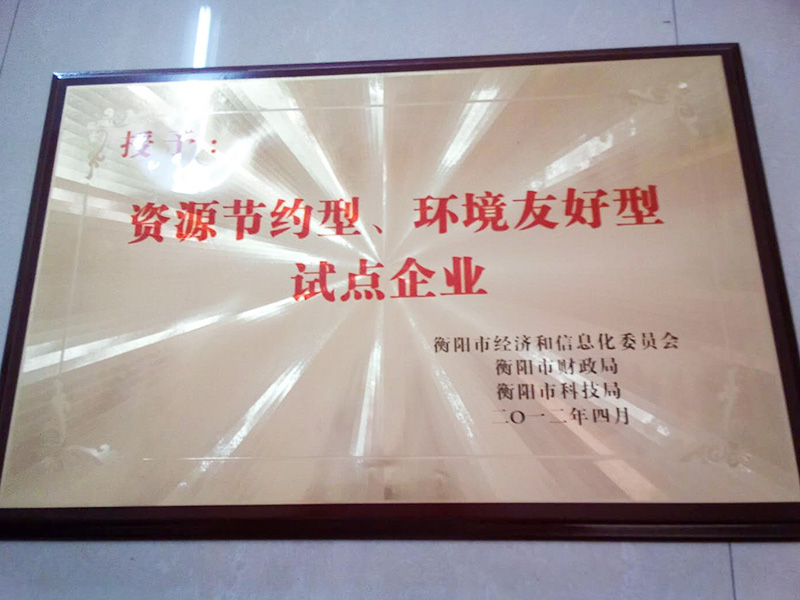 授予：
资源节约型、环境友好型
试点企业
衡阳市经济和信息化委员会
衡阳市财政局
衡阳市科技局
二〇一二年四月